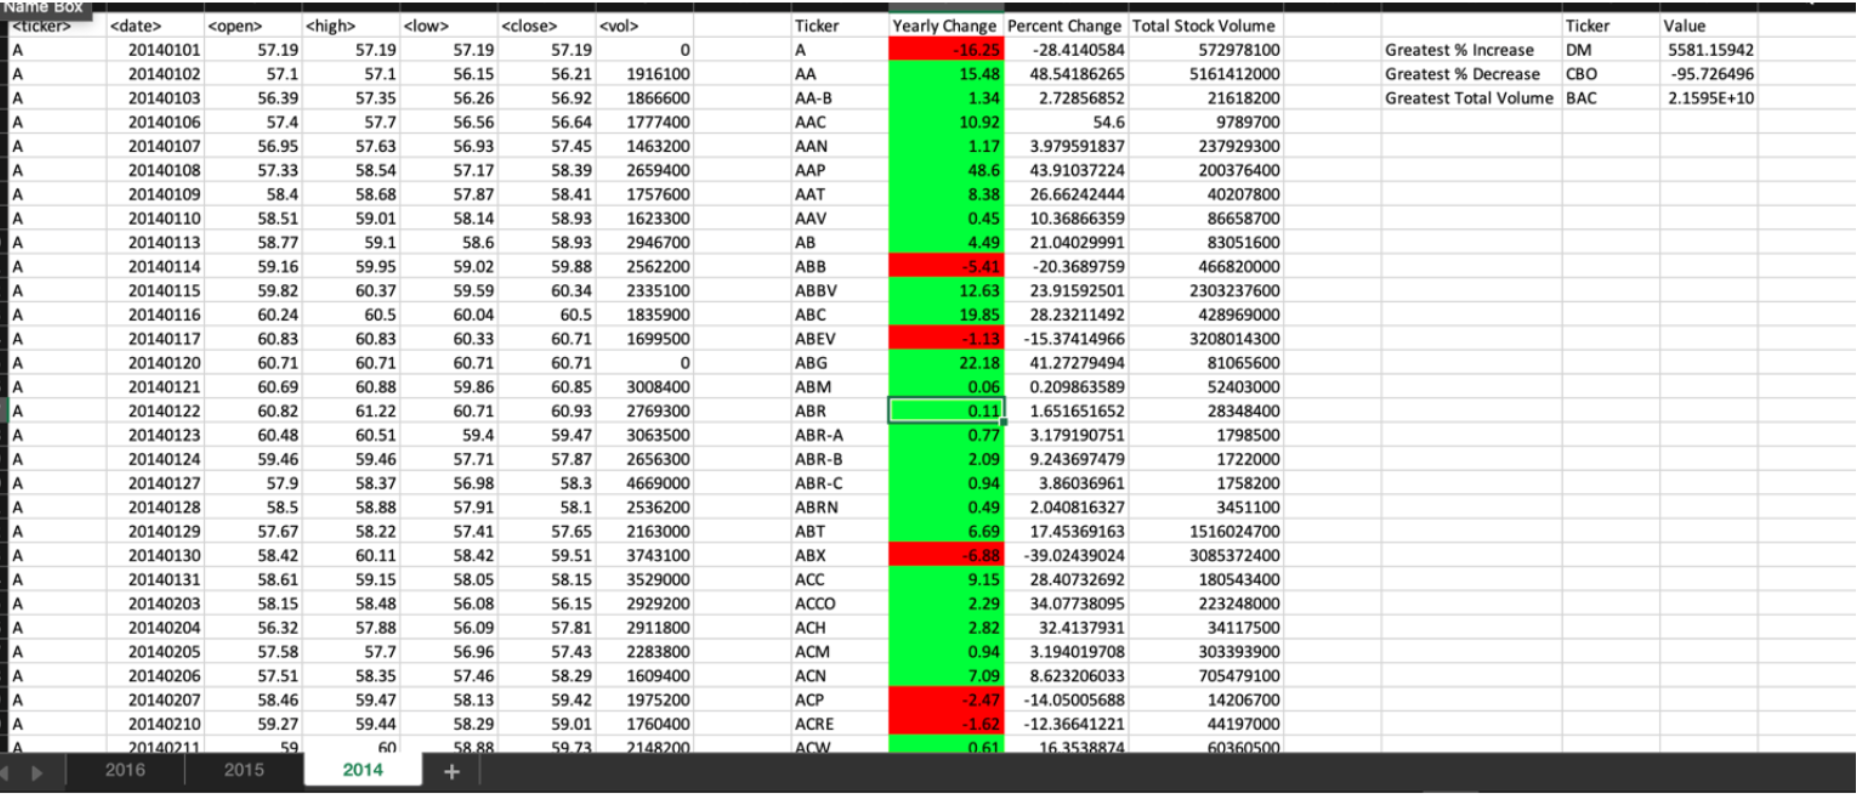 Name Box
<ticker> <date> <open> <high> <low> <close> <vol> Ticker Yearly Change Percent Change Total Stock Volume Ticker Value
A 20140101 57.19 57.19 57.19 57.19 0 A -16.25 -28.4140584 572978100 Greatest % Increase DM 5581.15942
A 20140102 57.1 57.1 56.15 56.21 1916100 AA 15.48 48.54186265 5161412000 Greatest % Decrease CBO -95.726496
A 20140103 56.39 57.35 56.26 56.92 1866600 AA-B 1.34 2.72856852 21618200 Greatest Total Volume BAC 2.1595E+10
A 20140106 57.4 57.7 56.56 56.64 1777400 AAC 10.92 54.6 9789700
A 20140107 56.95 57.63 56.93 57.45 1463200 AAN 1.17 3.979591837 237929300
A 20140108 57.33 58.54 57.17 58.39 2659400 AAP 48.6 43.91037224 200376400
A 20140109 58.4 58.68 57.87 58.41 1757600 AAT 8.38 26.66242444 40207800
A 20140110 58.51 59.01 58.14 58.93 1623300 AAV 0.45 10.36866359 86658700
A 20140113 58.77 59.1 58.6 58.93 2946700 AB 4.49 21.04029991 83051600
A 20140114 59.16 59.95 59.02 59.88 2562200 ABB -5.41 -20.3689759 466820000
A 20140115 59.82 60.37 59.59 60.34 2335100 ABBV 12.63 23.91592501 2303237600
A 20140116 60.24 60.5 60.04 60.5 1835900 ABC 19.85 28.23211492 428969000
A 20140117 60.83 60.83 60.33 60.71 1699500 ABEV -1.13 -15.37414966 3208014300
A 20140120 60.71 60.71 60.71 60.71 0 ABG 22.18 41.27279494 81065600
A 20140121 60.69 60.88 59.86 60.85 3008400 ABM 0.06 0.209863589 52403000
A 20140122 60.82 61.22 60.71 60.93 2769300 ABR 0.11 1.651651652 28348400
A 20140123 60.48 60.51 59.4 59.47 3063500 ABR-A 0.77 3.179190751 1798500
A 20140124 59.46 59.46 57.71 57.87 2656300 ABR-B 2.09 9.243697479 1722000
A 20140127 57.9 58.37 56.98 58.3 4669000 ABR-C 0.94 3.86036961 1758200
A 20140128 58.5 58.88 57.91 58.1 2536200 ABRN 0.49 2.040816327 3451100
A 20140129 57.67 58.22 57.41 57.65 2163000 ABT 6.69 17.45369163 1516024700
A 20140130 58.42 60.11 58.42 59.51 3743100 ABX -6.88 -39.02439024 3085372400
A 20140131 58.61 59.15 58.05 58.15 3529000 ACC 9.15 28.40732692 180543400
A 20140203 58.15 58.48 56.08 56.15 2929200 ACCO 2.29 34.07738095 223248000
A 20140204 56.32 57.88 56.09 57.81 2911800 ACH 2.82 32.4137931 34117500
A 20140205 57.58 57.7 56.96 57.43 2283800 ACM 0.94 3.194019708 303393900
A 20140206 57.51 58.35 57.46 58.29 1609400 ACN 7.09 8.623206033 705479100
A 20140207 58.46 59.47 58.13 59.42 1975200 ACP -2.47 -14.05005688 14206700
A 20140210 59.27 59.44 58.29 59.01 1760400 ACRE -1.62 -12.36641221 44197000
A 20140211 59 60 58.88 59.73 2148200 ACW 0.61 16.3538874 60360500
2016 2015 2014 +